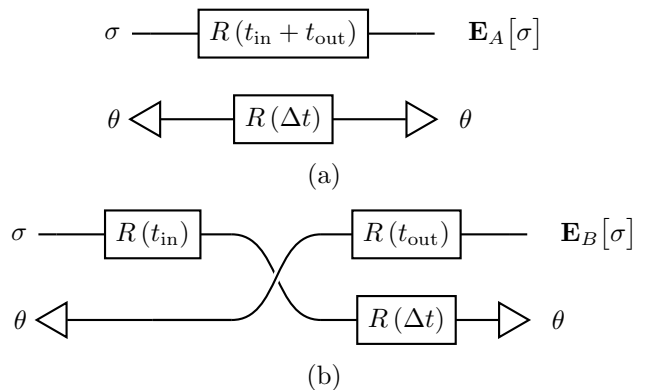 σ R(t_in + t_out) E_A[σ]
θ R(Δt) θ
(a)
σ R(t_in) R(t_out) E_B[σ]
θ R(Δt) θ
(b)